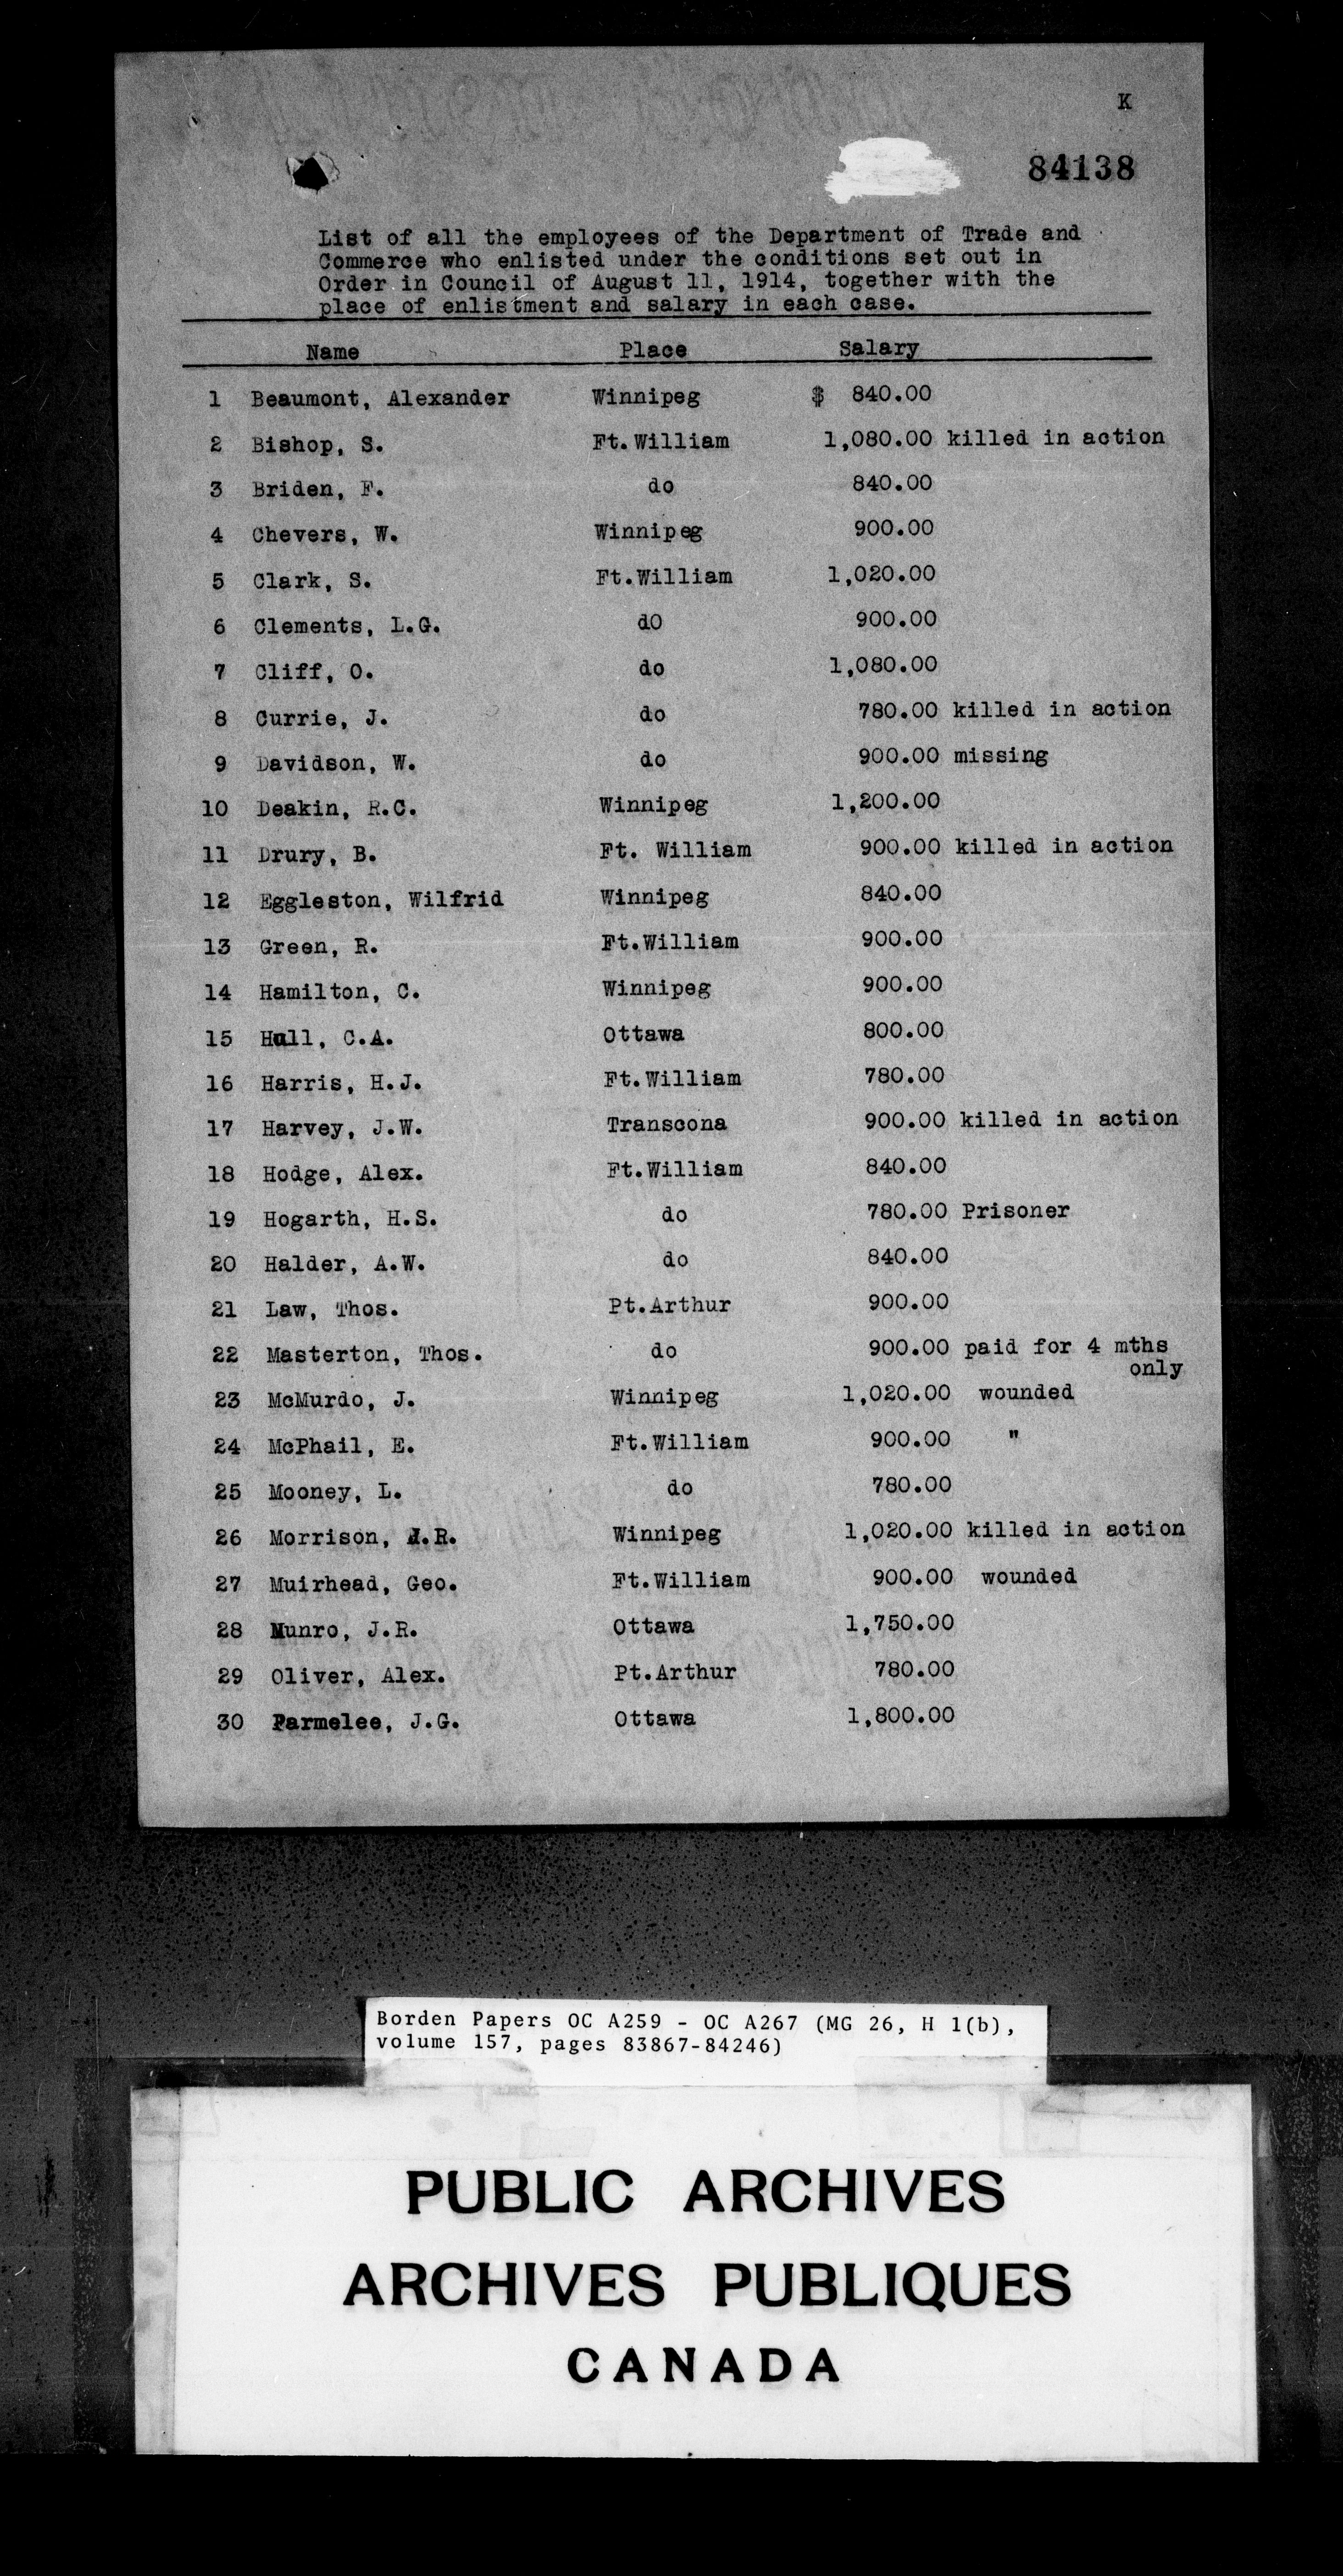 K
84138
List of all the employees of the Department of Trade and
Commerce who enlisted under the conditions set out in
Order in Council of August 11, 1914, together with the
place of enlistment and salary in each case.
Name Place Salary
1 Beaumont, Alexander Winnipeg $ 840.00
2 Bishop, S. Ft.William 1,080.00 killed in action
3 Briden, F. do 840.00
4 Chevers, W. Winnipeg 900.00
5 Clark, S. Ft.William 1,020.00
6 Clements, L.G. dO 900.00
7 Cliff, O. do 1,080.00
8 Currie, J. do 780.00 killed in action
9 Davidson, W. do 900.00 missing
10 Deakin, R.C. Winnipeg 1,200.00
11 Drury, B. Ft. William 900.00 killed in action
12 Eggleston, Wilfrid Winnipeg 840.00
13 Green, R. Ft.William 900.00
14 Hamilton, C. Winnipeg 900.00
15 Hull, C.A. Ottawa 800.00
16 Harris, H.J. Ft.William 780.00
17 Harvey, J.W. Transcona 900.00 killed in action
18 Hodge, Alex. Ft.William 840.00
19 Hogarth, H.S. do 780.00 Prisoner
20 Halder, A.W. do 840.00
21 Law, Thos. Pt.Arthur 900.00
22 Masterton, Thos. do 900.00 paid for 4 mths
only
23 McMurdo, J. Winnipeg 1,020.00 wounded
24 McPhail, E. Ft.William 900.00 "
25 Mooney, L. do 780.00
26 Morrison, J.R. Winnipeg 1,020.00 killed in action
27 Muirhead, Geo. Ft.William 900.00 wounded
28 Munro, J.R. Ottawa 1,750.00
29 Oliver, Alex. Pt.Arthur 780.00
30 Parmelee, J.G. Ottawa 1,800.00
Borden Papers OC A259 - OC A267 (MG 26, H 1(b),
volume 157, pages 83867-84246)
PUBLIC ARCHIVES
ARCHIVES PUBLIQUES
CANADA